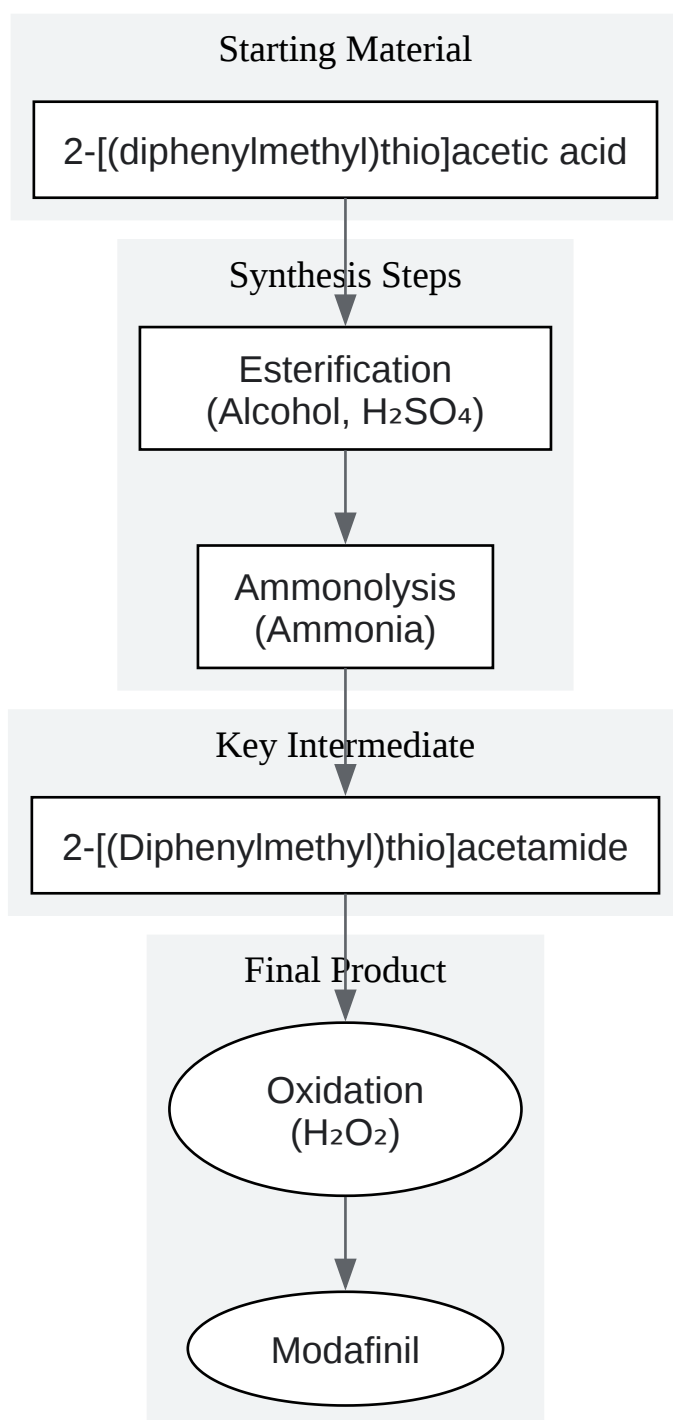 Starting Material
2-[(diphenylmethyl)thio]acetic acid
Synthesis Steps
Esterification
(Alcohol, H₂SO₄)
Ammonolysis
(Ammonia)
Key Intermediate
2-[(Diphenylmethyl)thio]acetamide
Final Product
Oxidation
(H₂O₂)
Modafinil